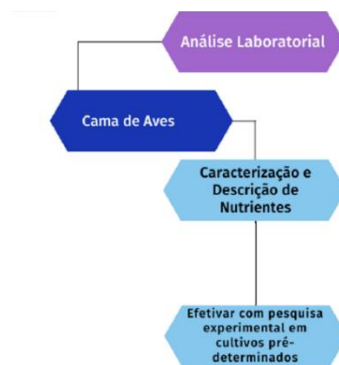 Análise Laboratorial
Cama de Aves
Caracterização e
Descrição de
Nutrientes
Efetivar com pesquisa
experimental em
cultivos pré-
determinados